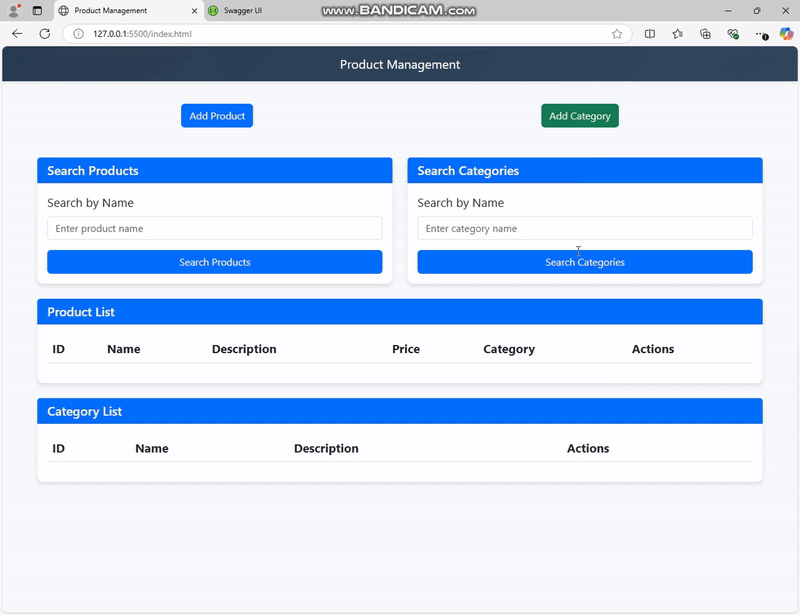 Product Management
Swagger UI
www.BANDICAM.com
127.0.0.1:5500/index.html
Product Management
Add Product
Add Category
Search Products
Search Categories
Search by Name
Search by Name
Enter product name
Enter category name
Search Products
Search Categories
Product List
ID Name Description Price Category Actions
Category List
ID Name Description Actions